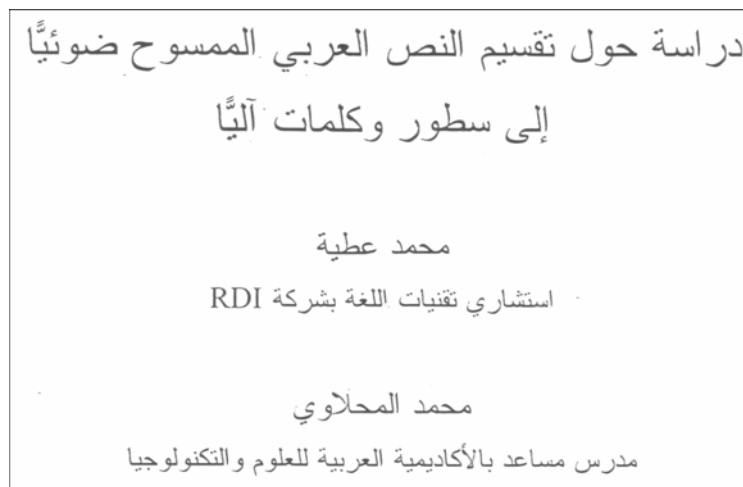 دراسة حول تقسيم النص العربي الممسوح ضوئيًّا
إلى سطور وكلمات آليًّا
محمد عطية
استشاري تقنيات اللغة بشركة RDI
محمد المحلاوي
مدرس مساعد بالأكاديمية العربية للعلوم والتكنولوجيا